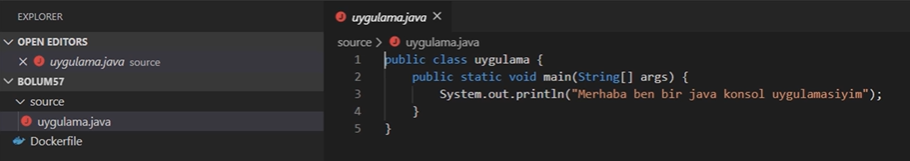 EXPLORER
OPEN EDITORS
uygulama.java source
BOLUM57
source
uygulama.java
Dockerfile
uygulama.java
source > uygulama.java
1 public class uygulama {
2 public static void main(String[] args) {
3 System.out.println("Merhaba ben bir java konsol uygulamasiyim");
4 }
5 }